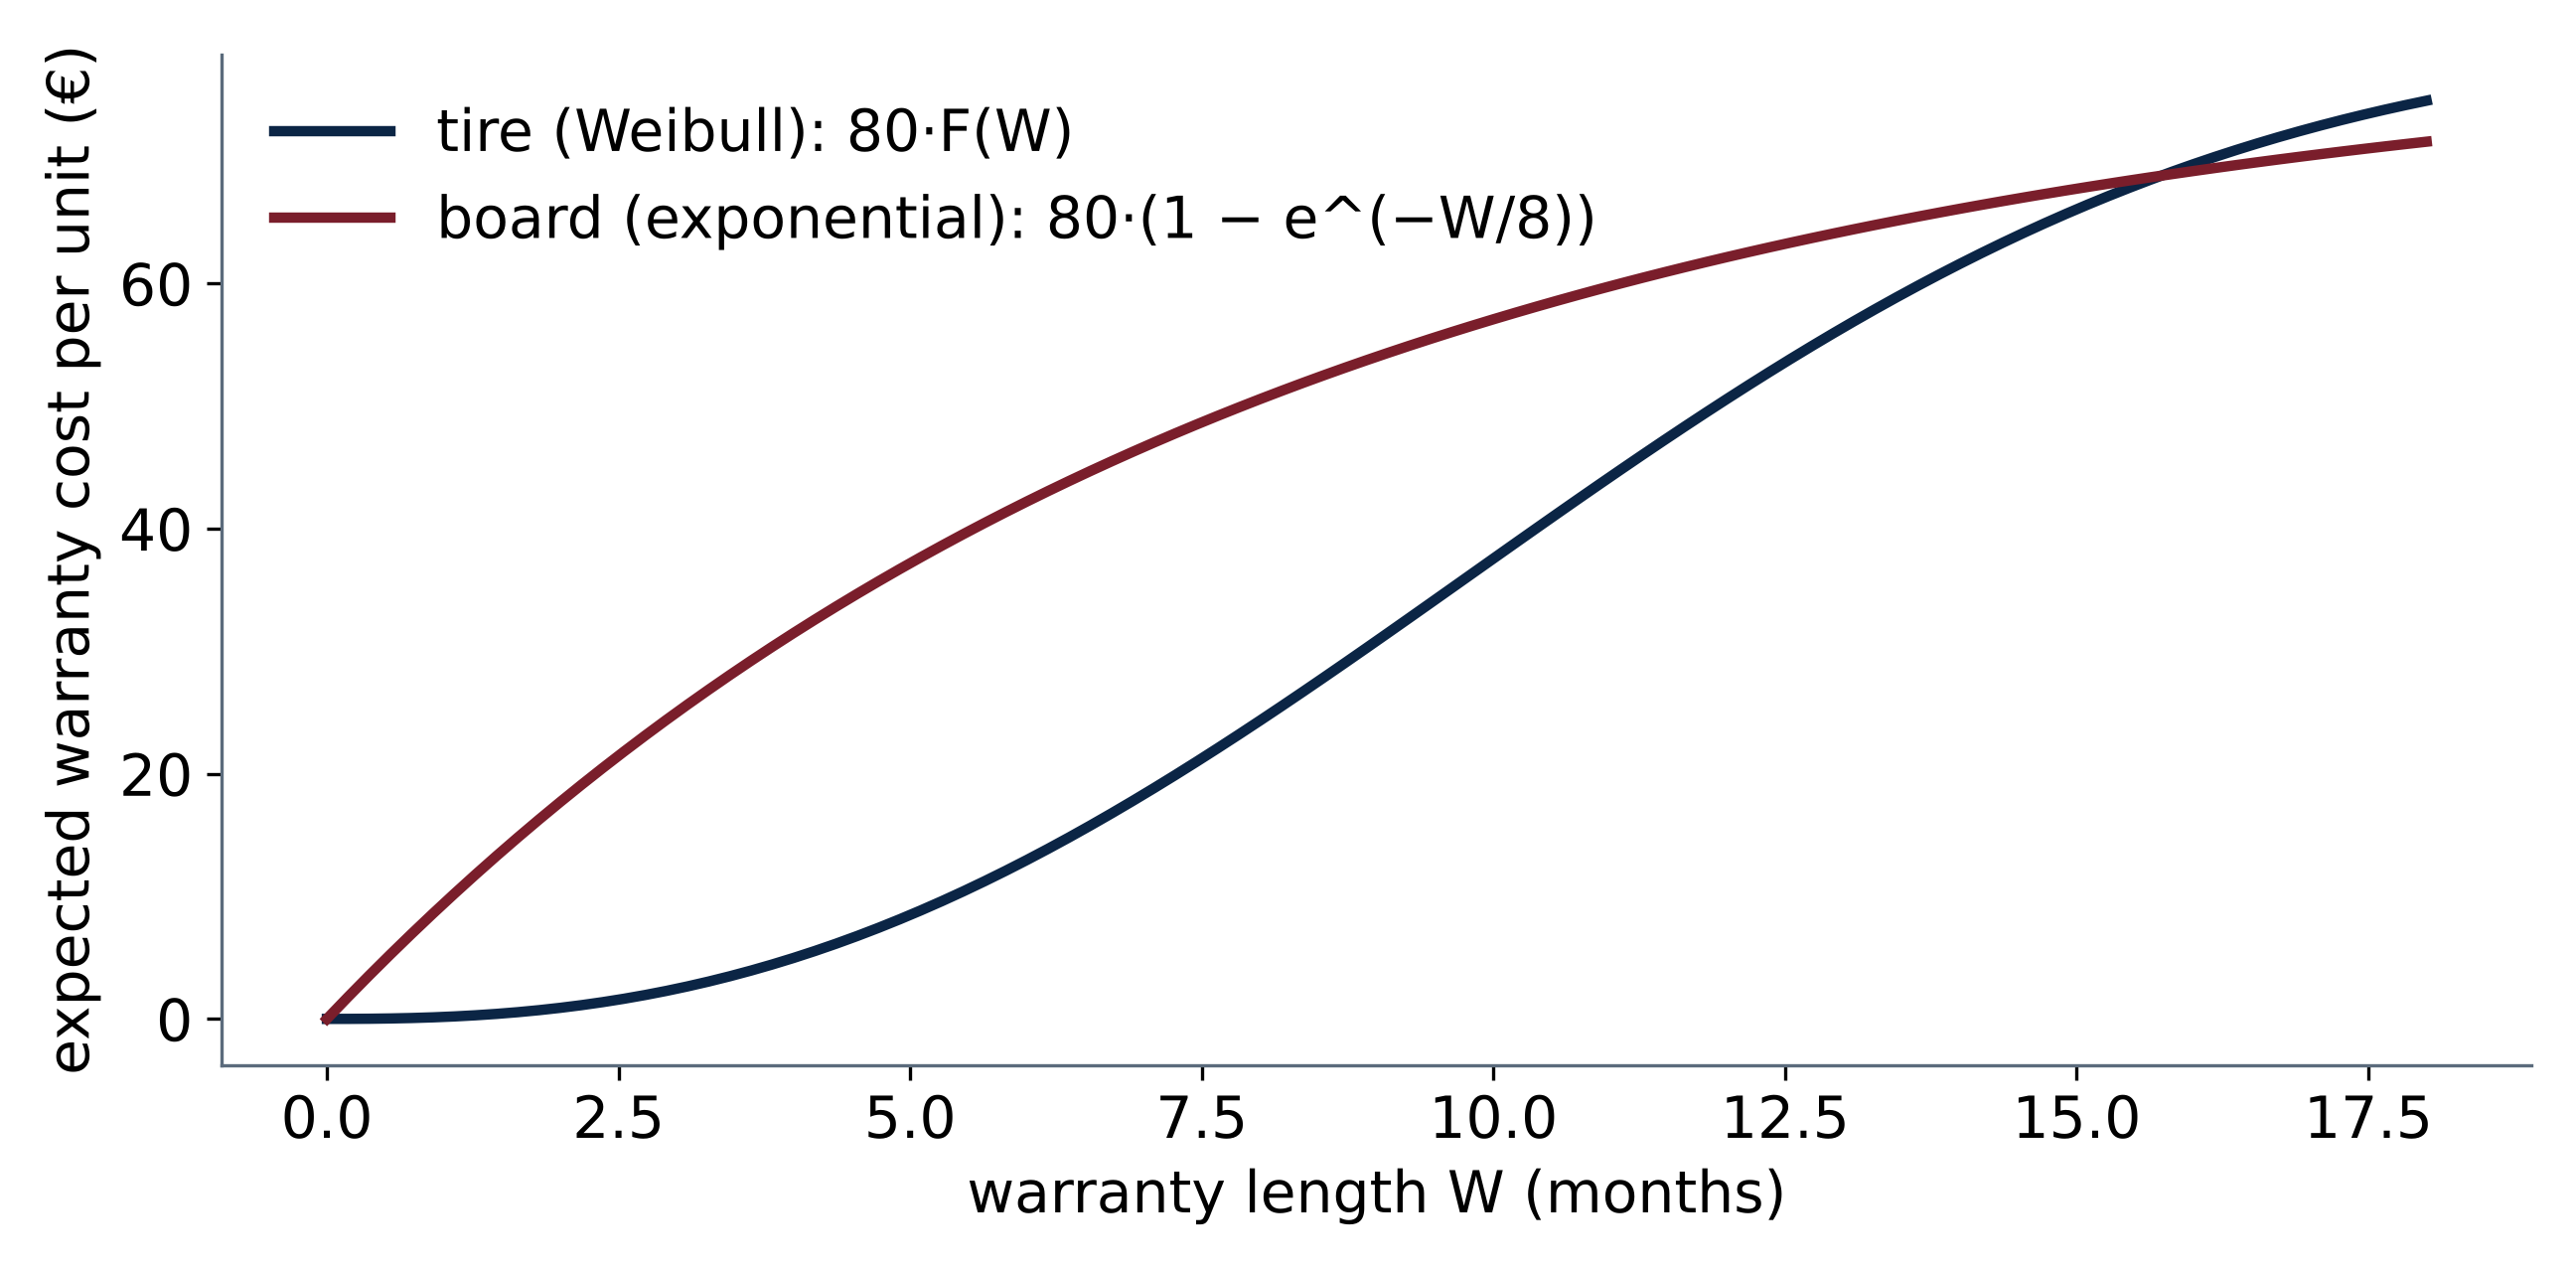 expected warranty cost per unit (€)
tire (Weibull): 80·F(W)
board (exponential): 80·(1 − e^(−W/8))
60
40
20
0
0.0 2.5 5.0 7.5 10.0 12.5 15.0 17.5
warranty length W (months)